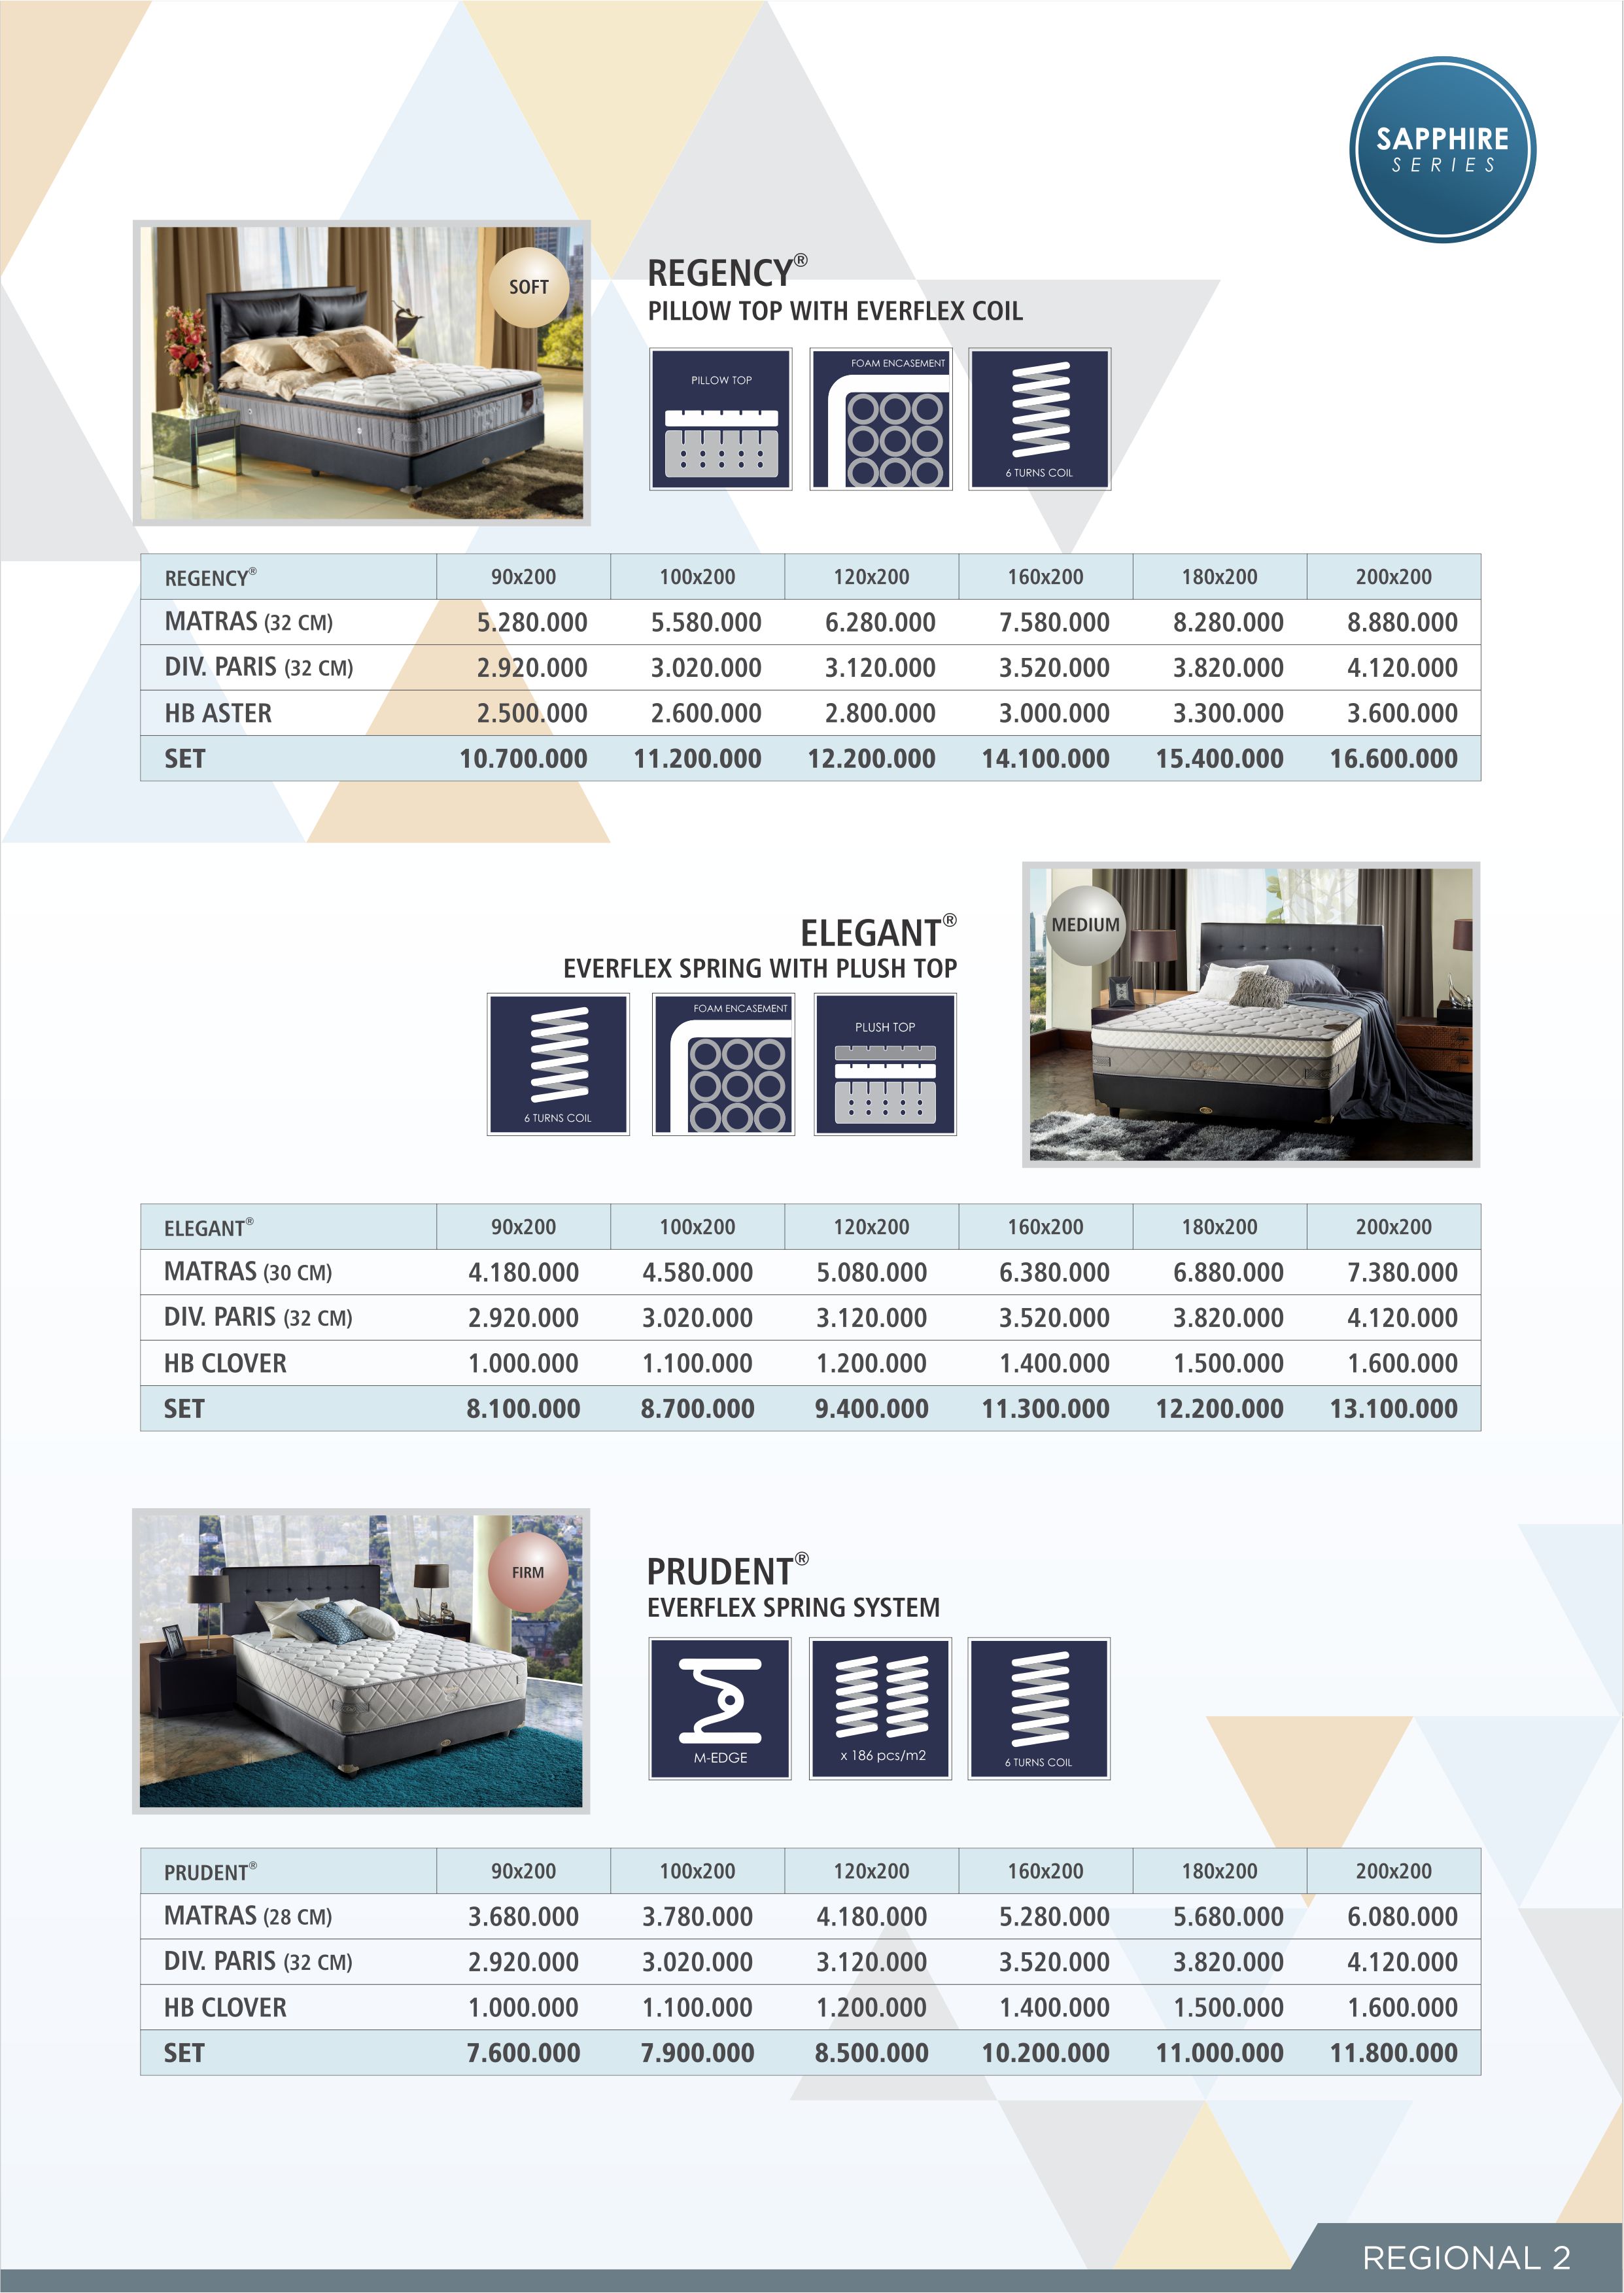 SAPPHIRE
SERIES
SOFT
REGENCY®
PILLOW TOP WITH EVERFLEX COIL
PILLOW TOP
FOAM ENCASEMENT
6 TURNS COIL
REGENCY® 90x200 100x200 120x200 160x200 180x200 200x200
MATRAS (32 CM) 5.280.000 5.580.000 6.280.000 7.580.000 8.280.000 8.880.000
DIV. PARIS (32 CM) 2.920.000 3.020.000 3.120.000 3.520.000 3.820.000 4.120.000
HB ASTER 2.500.000 2.600.000 2.800.000 3.000.000 3.300.000 3.600.000
SET 10.700.000 11.200.000 12.200.000 14.100.000 15.400.000 16.600.000
ELEGANT®
EVERFLEX SPRING WITH PLUSH TOP
6 TURNS COIL
FOAM ENCASEMENT
PLUSH TOP
MEDIUM
ELEGANT® 90x200 100x200 120x200 160x200 180x200 200x200
MATRAS (30 CM) 4.180.000 4.580.000 5.080.000 6.380.000 6.880.000 7.380.000
DIV. PARIS (32 CM) 2.920.000 3.020.000 3.120.000 3.520.000 3.820.000 4.120.000
HB CLOVER 1.000.000 1.100.000 1.200.000 1.400.000 1.500.000 1.600.000
SET 8.100.000 8.700.000 9.400.000 11.300.000 12.200.000 13.100.000
FIRM
PRUDENT®
EVERFLEX SPRING SYSTEM
M-EDGE
x 186 pcs/m2
6 TURNS COIL
PRUDENT® 90x200 100x200 120x200 160x200 180x200 200x200
MATRAS (28 CM) 3.680.000 3.780.000 4.180.000 5.280.000 5.680.000 6.080.000
DIV. PARIS (32 CM) 2.920.000 3.020.000 3.120.000 3.520.000 3.820.000 4.120.000
HB CLOVER 1.000.000 1.100.000 1.200.000 1.400.000 1.500.000 1.600.000
SET 7.600.000 7.900.000 8.500.000 10.200.000 11.000.000 11.800.000
REGIONAL 2